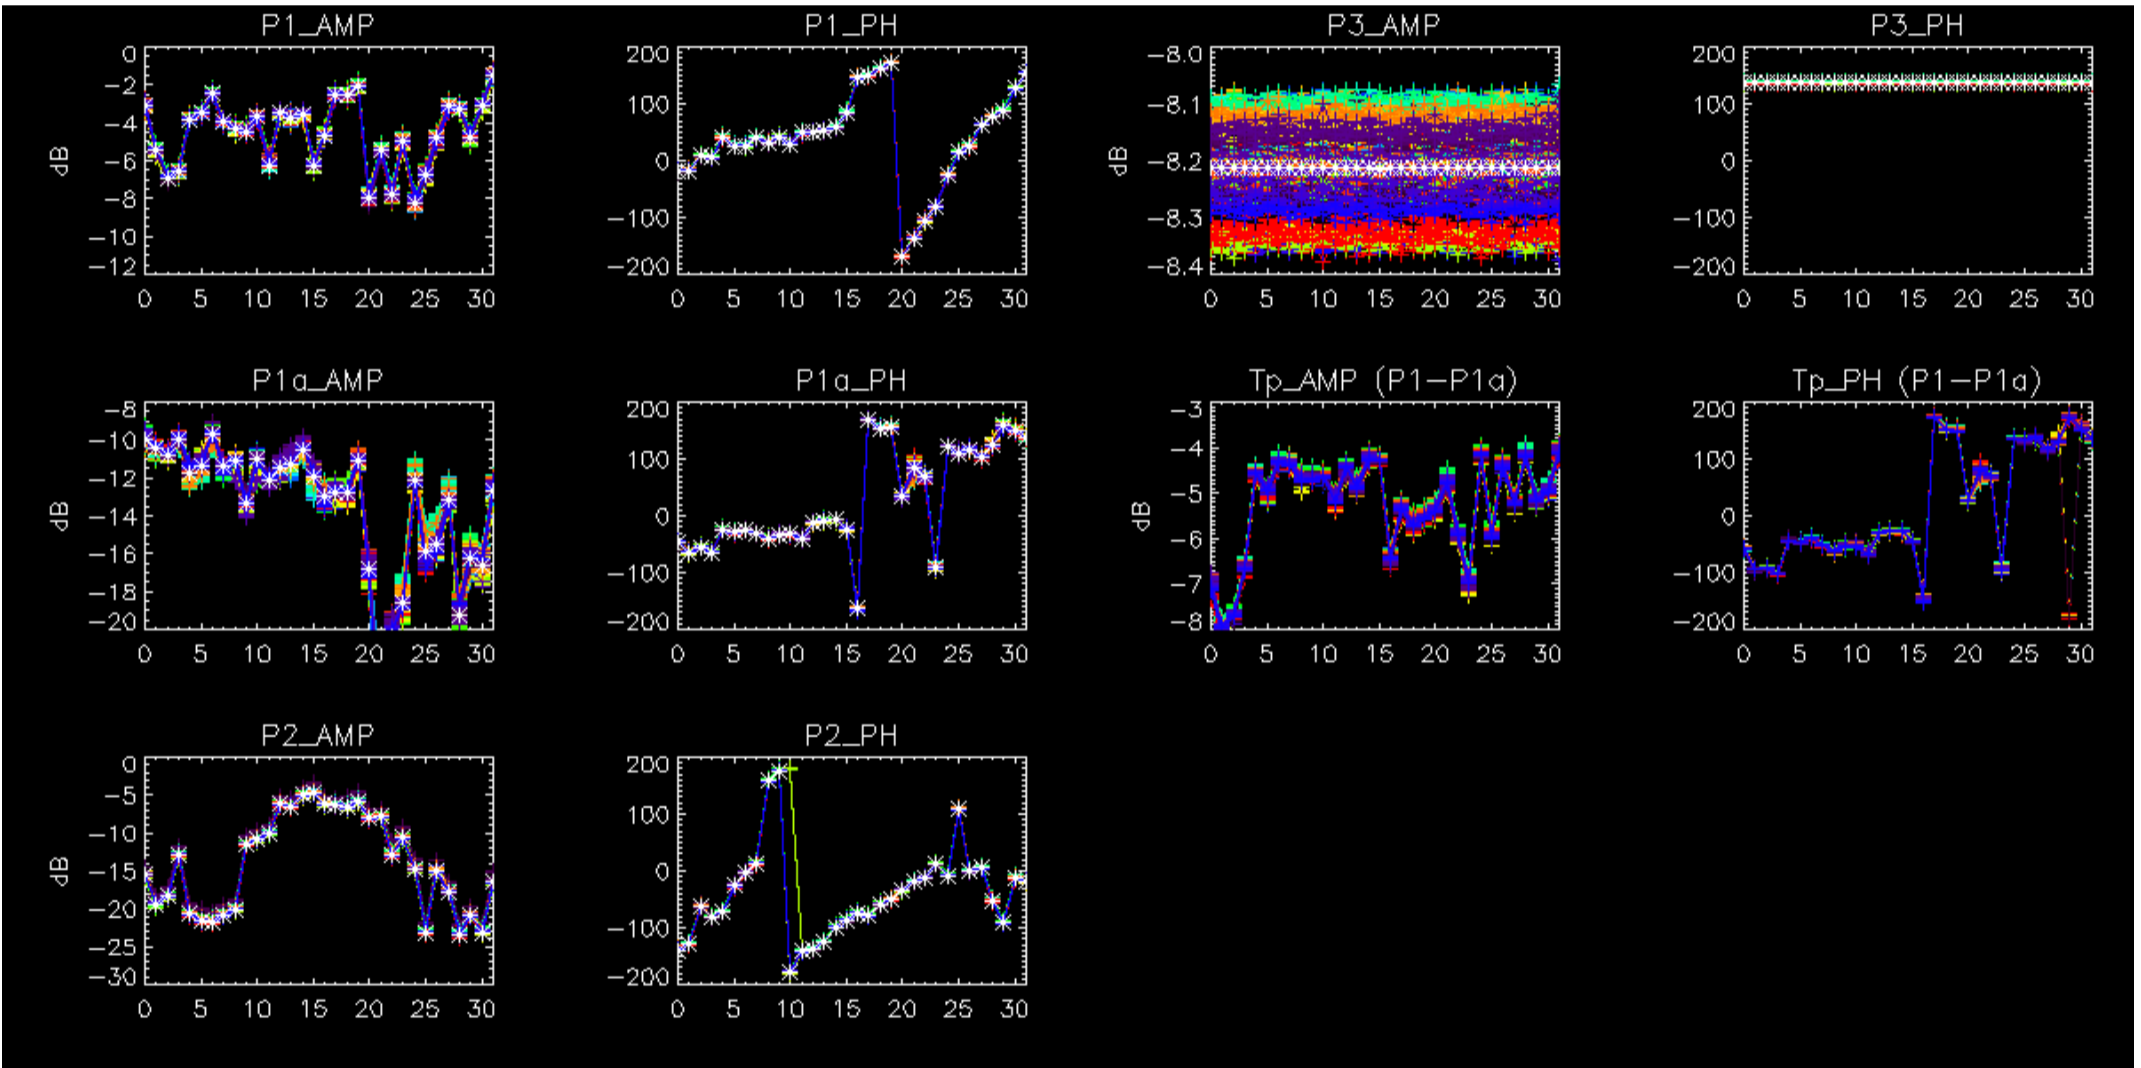 P1_AMP
0
-2
-4
-6
-8
-10
-12
dB
0 5 10 15 20 25 30
P1_PH
200
100
0
-100
-200
0 5 10 15 20 25 30
P3_AMP
-8.0
-8.1
-8.2
-8.3
-8.4
dB
0 5 10 15 20 25 30
P3_PH
200
100
0
-100
-200
0 5 10 15 20 25 30
P1a_AMP
-8
-10
-12
-14
-16
-18
-20
dB
0 5 10 15 20 25 30
P1a_PH
200
100
0
-100
-200
0 5 10 15 20 25 30
Tp_AMP (P1-P1a)
-3
-4
-5
-6
-7
-8
dB
0 5 10 15 20 25 30
Tp_PH (P1-P1a)
200
100
0
-100
-200
0 5 10 15 20 25 30
P2_AMP
0
-5
-10
-15
-20
-25
-30
dB
0 5 10 15 20 25 30
P2_PH
200
100
0
-100
-200
0 5 10 15 20 25 30